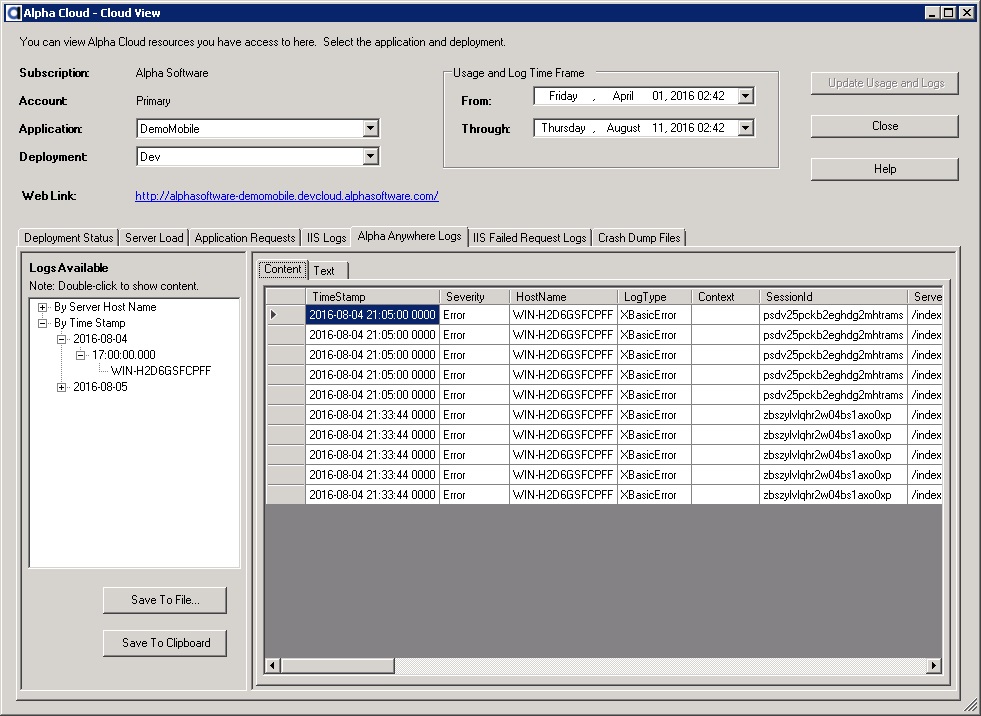 Alpha Cloud - Cloud View
You can view Alpha Cloud resources you have access to here. Select the application and deployment.
Subscription: Alpha Software
Account: Primary
Application: DemoMobile
Deployment: Dev
Web Link: http://alphasoftware-demomobile.devcloud.alphasoftware.com/
Usage and Log Time Frame
From: Friday , April 01, 2016 02:42
Through: Thursday , August 11, 2016 02:42
Update Usage and Logs
Close
Help
Deployment Status Server Load Application Requests IIS Logs Alpha Anywhere Logs IIS Failed Request Logs Crash Dump Files
Logs Available
Note: Double-click to show content.
By Server Host Name
By Time Stamp
2016-08-04
17:00:00.000
WIN-H2D6GSFCPFF
2016-08-05
Save To File...
Save To Clipboard
Content Text
TimeStamp Severity HostName LogType Context SessionId Serve
2016-08-04 21:05:00 0000 Error WIN-H2D6GSFCPFF XBasicError psdv25pckb2eghdg2mhtrams /index
2016-08-04 21:05:00 0000 Error WIN-H2D6GSFCPFF XBasicError psdv25pckb2eghdg2mhtrams /index
2016-08-04 21:05:00 0000 Error WIN-H2D6GSFCPFF XBasicError psdv25pckb2eghdg2mhtrams /index
2016-08-04 21:05:00 0000 Error WIN-H2D6GSFCPFF XBasicError psdv25pckb2eghdg2mhtrams /index
2016-08-04 21:05:00 0000 Error WIN-H2D6GSFCPFF XBasicError psdv25pckb2eghdg2mhtrams /index
2016-08-04 21:33:44 0000 Error WIN-H2D6GSFCPFF XBasicError zbszylvlqhr2w04bs1axo0xp /index
2016-08-04 21:33:44 0000 Error WIN-H2D6GSFCPFF XBasicError zbszylvlqhr2w04bs1axo0xp /index
2016-08-04 21:33:44 0000 Error WIN-H2D6GSFCPFF XBasicError zbszylvlqhr2w04bs1axo0xp /index
2016-08-04 21:33:44 0000 Error WIN-H2D6GSFCPFF XBasicError zbszylvlqhr2w04bs1axo0xp /index
2016-08-04 21:33:44 0000 Error WIN-H2D6GSFCPFF XBasicError zbszylvlqhr2w04bs1axo0xp /index